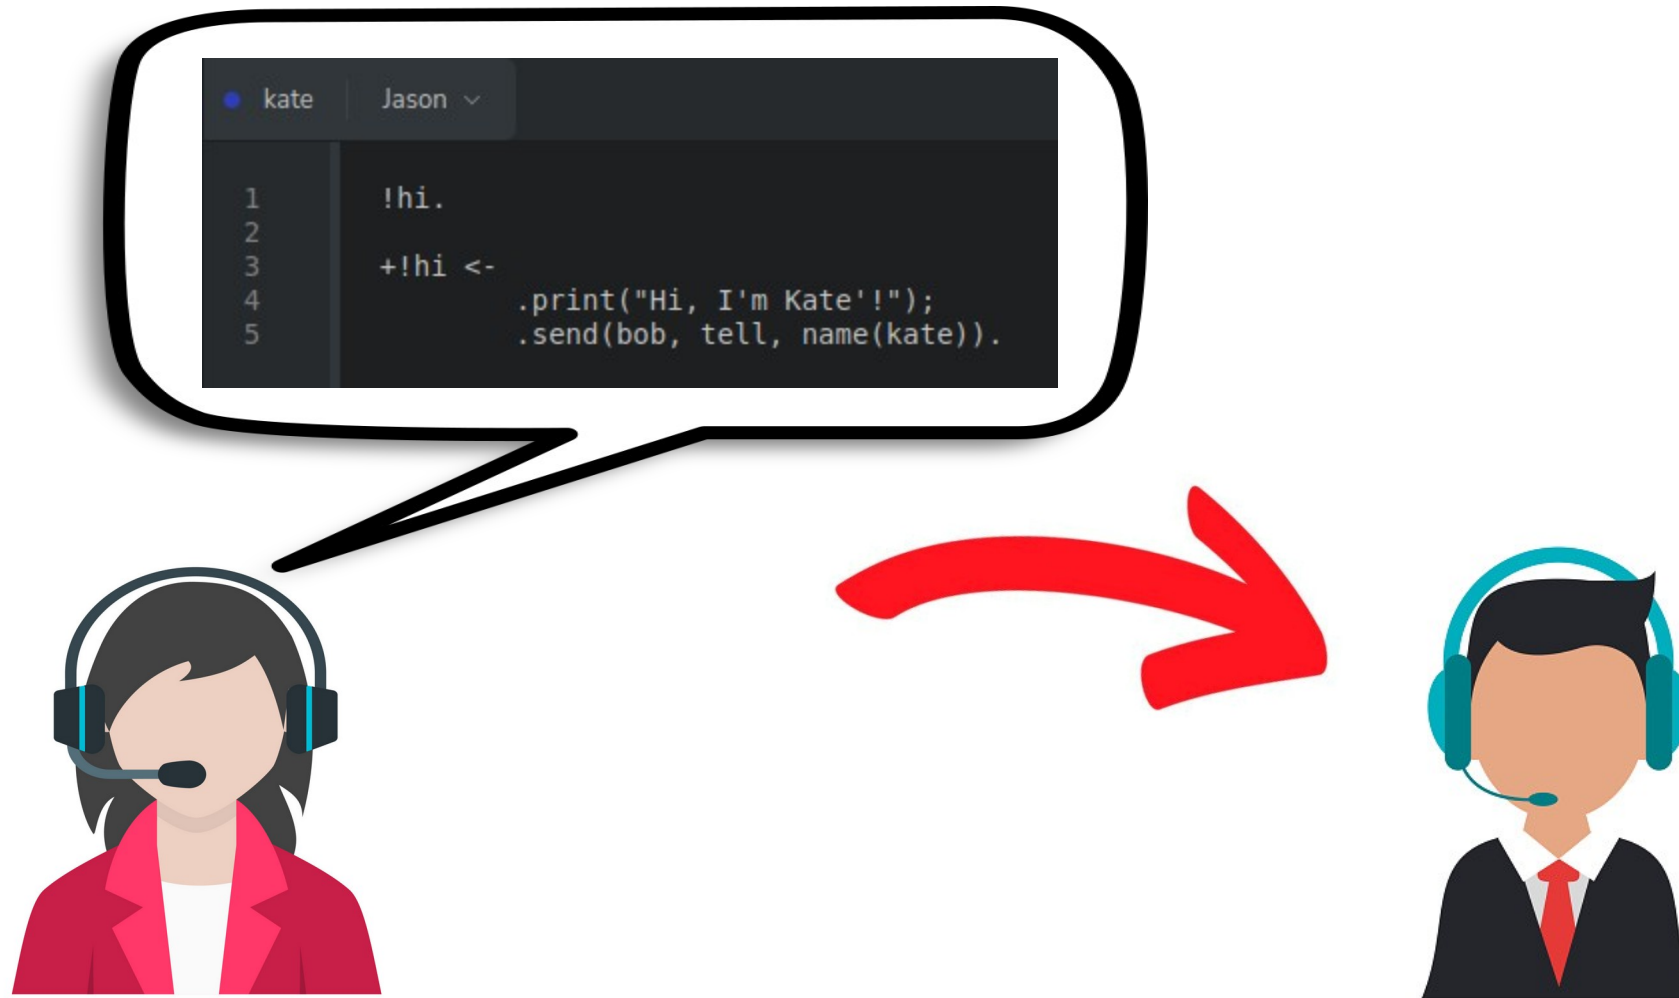 kate Jason
1 !hi.
2
3 +!hi <-
4 .print("Hi, I'm Kate'!");
5 .send(bob, tell, name(kate)).